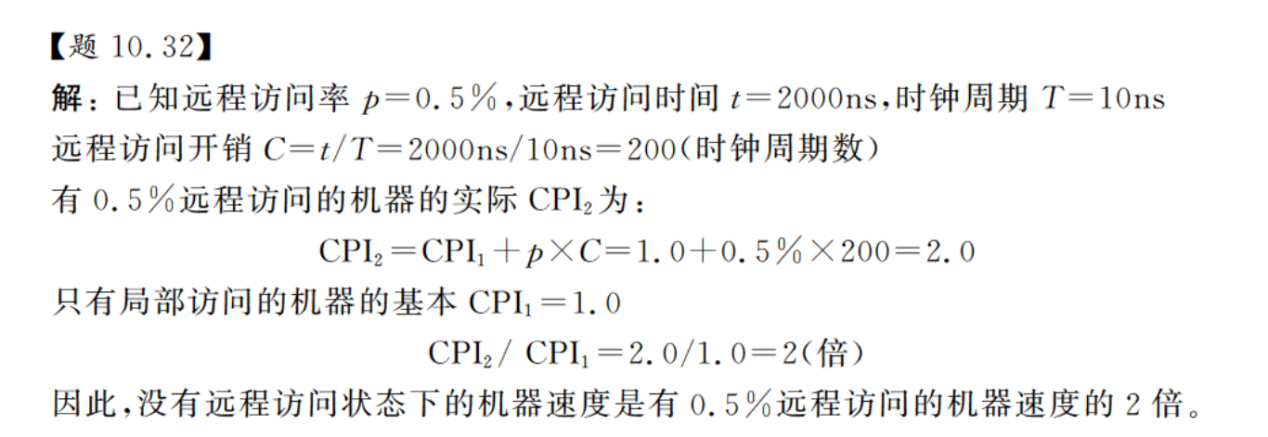 【题 10.32】
解：已知远程访问率 p=0.5%,远程访问时间 t=2000ns,时钟周期 T=10ns
远程访问开销 C=t/T=2000ns/10ns=200(时钟周期数)
有 0.5%远程访问的机器的实际 CPI₂为：
CPI₂=CPI₁+p×C=1.0+0.5%×200=2.0
只有局部访问的机器的基本 CPI₁=1.0
CPI₂/ CPI₁=2.0/1.0=2(倍)
因此,没有远程访问状态下的机器速度是有 0.5%远程访问的机器速度的 2 倍。